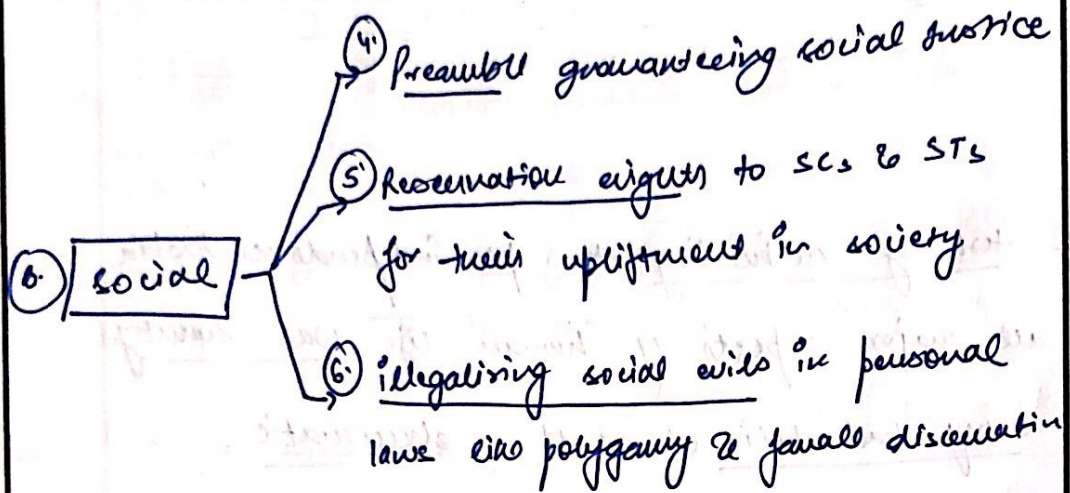 4. Preamble guaranteeing social justice
5. Reservation rights to SCs & STs
for their upliftment in society
B. social
6. illegalising social evils in personal
laws like polygamy & female discrimination